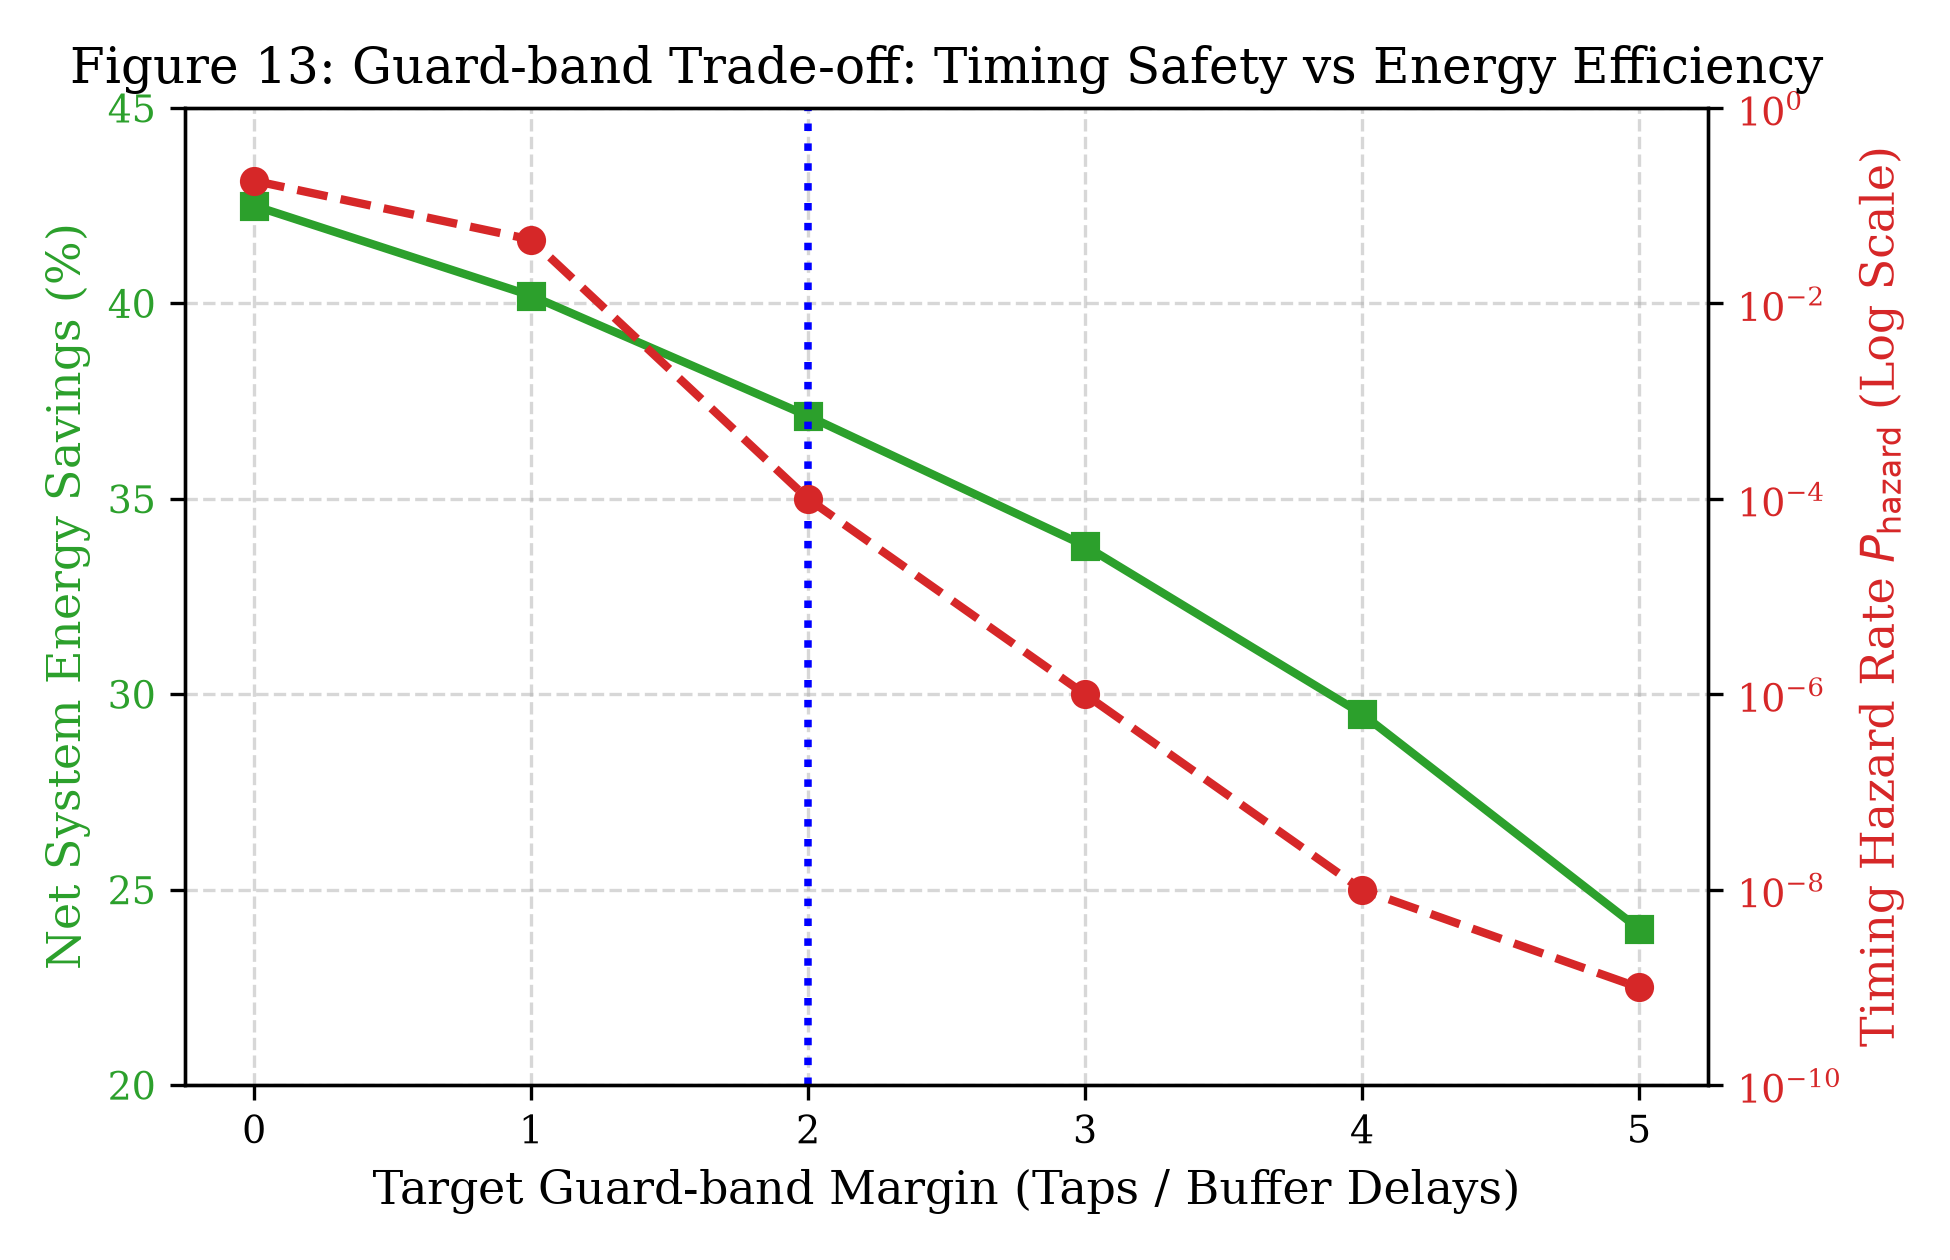 Figure 13: Guard-band Trade-off: Timing Safety vs Energy Efficiency
Net System Energy Savings (%)
45
40
35
30
25
20
10⁰
10⁻²
10⁻⁴
10⁻⁶
10⁻⁸
10⁻¹⁰
Timing Hazard Rate P_hazard (Log Scale)
0 1 2 3 4 5
Target Guard-band Margin (Taps / Buffer Delays)